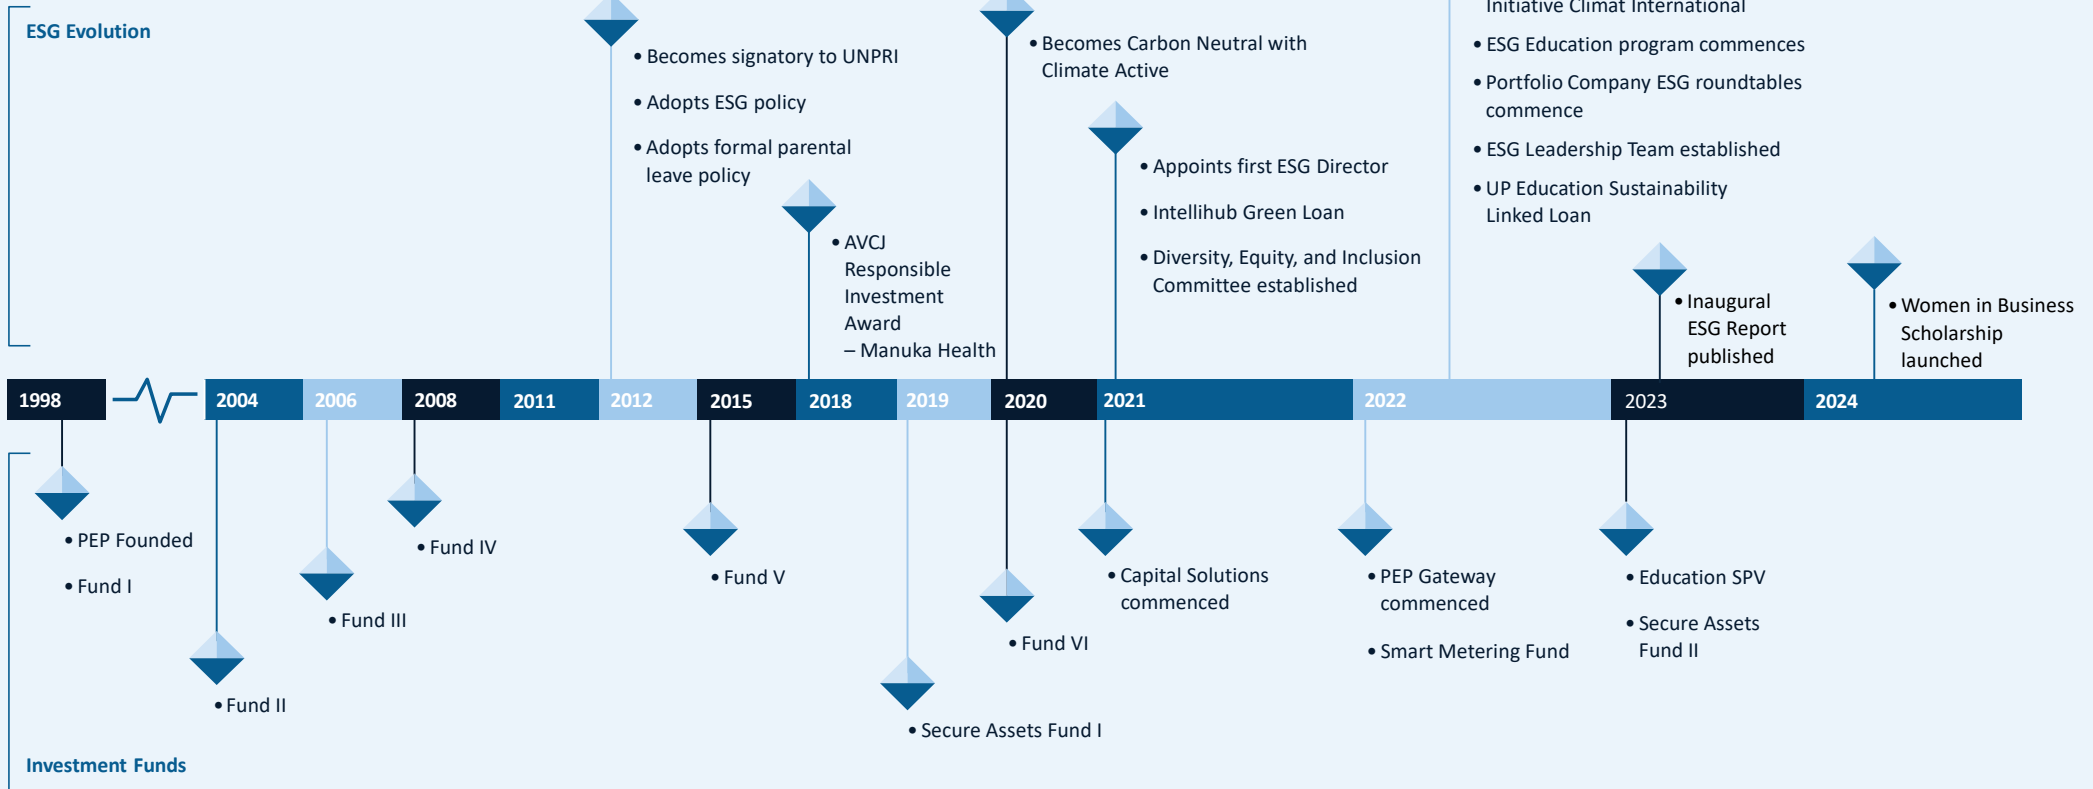 Initiative Climat International
ESG Evolution
• Becomes signatory to UNPRI
• Adopts ESG policy
• Adopts formal parental
leave policy
• AVCJ
Responsible
Investment
Award
– Manuka Health
• Becomes Carbon Neutral with
Climate Active
• Appoints first ESG Director
• Intellihub Green Loan
• Diversity, Equity, and Inclusion
Committee established
• ESG Education program commences
• Portfolio Company ESG roundtables
commence
• ESG Leadership Team established
• UP Education Sustainability
Linked Loan
• Inaugural
ESG Report
published
• Women in Business
Scholarship
launched
1998
2004
2006
2008
2011
2012
2015
2018
2019
2020
2021
2022
2023
2024
• PEP Founded
• Fund I
• Fund II
• Fund III
• Fund IV
• Fund V
• Secure Assets Fund I
• Fund VI
• Capital Solutions
commenced
• PEP Gateway
commenced
• Smart Metering Fund
• Education SPV
• Secure Assets
Fund II
Investment Funds